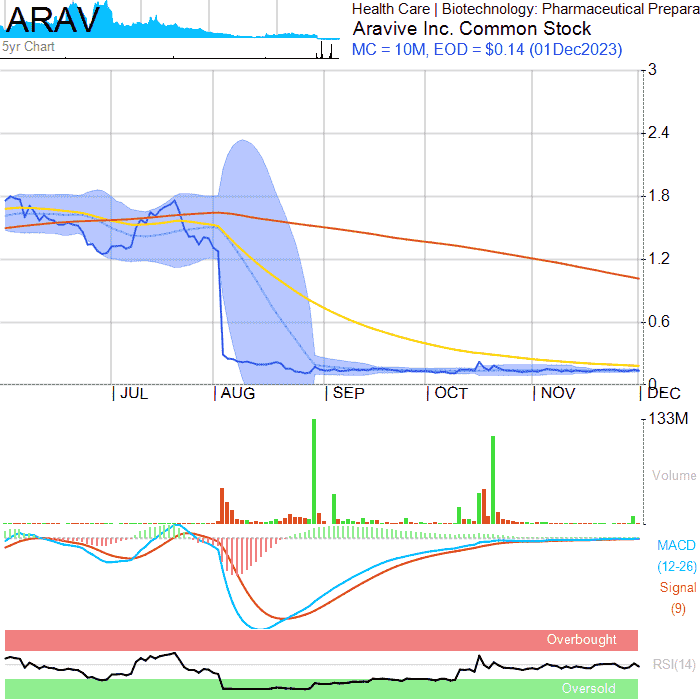 ARAV
5yr Chart
Health Care | Biotechnology: Pharmaceutical Prepara
Aravive Inc. Common Stock
MC = 10M, EOD = $0.14 (01Dec2023)
3
2.4
1.8
1.2
0.6
0
JUL
AUG
SEP
OCT
NOV
DEC
133M
Volume
MACD
(12-26)
Signal
(9)
Overbought
RSI(14)
Oversold